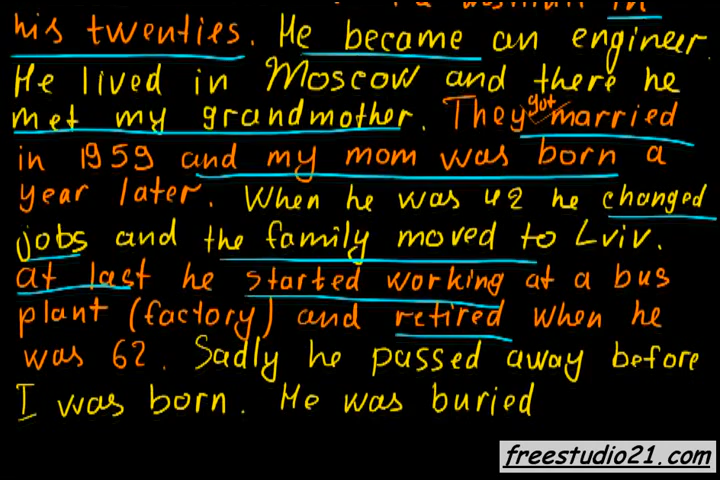 in
his twenties. He became an engineer.
He lived in Moscow and there he
met my grandmother. They got married
in 1959 and my mom was born a
year later. When he was 42 he changed
jobs and the family moved to Lviv.
at last he started working at a bus
plant (factory) and retired when he
was 62. Sadly he passed away before
I was born. He was buried
freestudio21.com